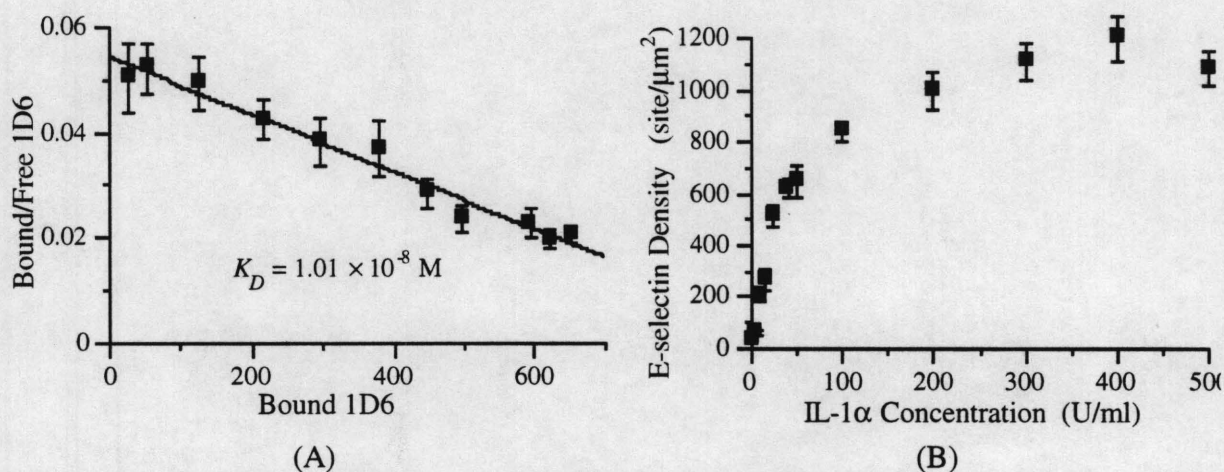 0.06
0.04
0.02
0
Bound/Free 1D6
K_D = 1.01 × 10⁻⁸ M
0 200 400 600
Bound 1D6
(A)
1200
1000
800
600
400
200
0
E-selectin Density (site/μm²)
0 100 200 300 400 500
IL-1α Concentration (U/ml)
(B)